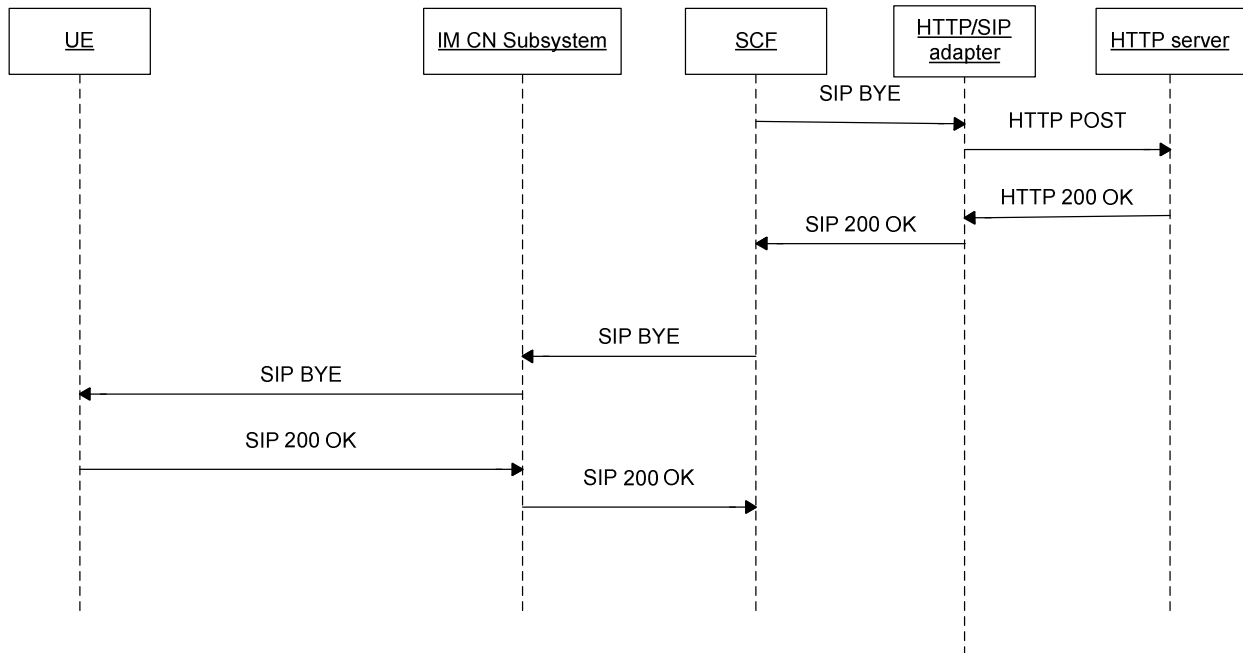 UE
IM CN Subsystem
SCF
HTTP/SIP
adapter
HTTP server
SIP BYE
HTTP POST
HTTP 200 OK
SIP 200 OK
SIP BYE
SIP BYE
SIP 200 OK
SIP 200 OK